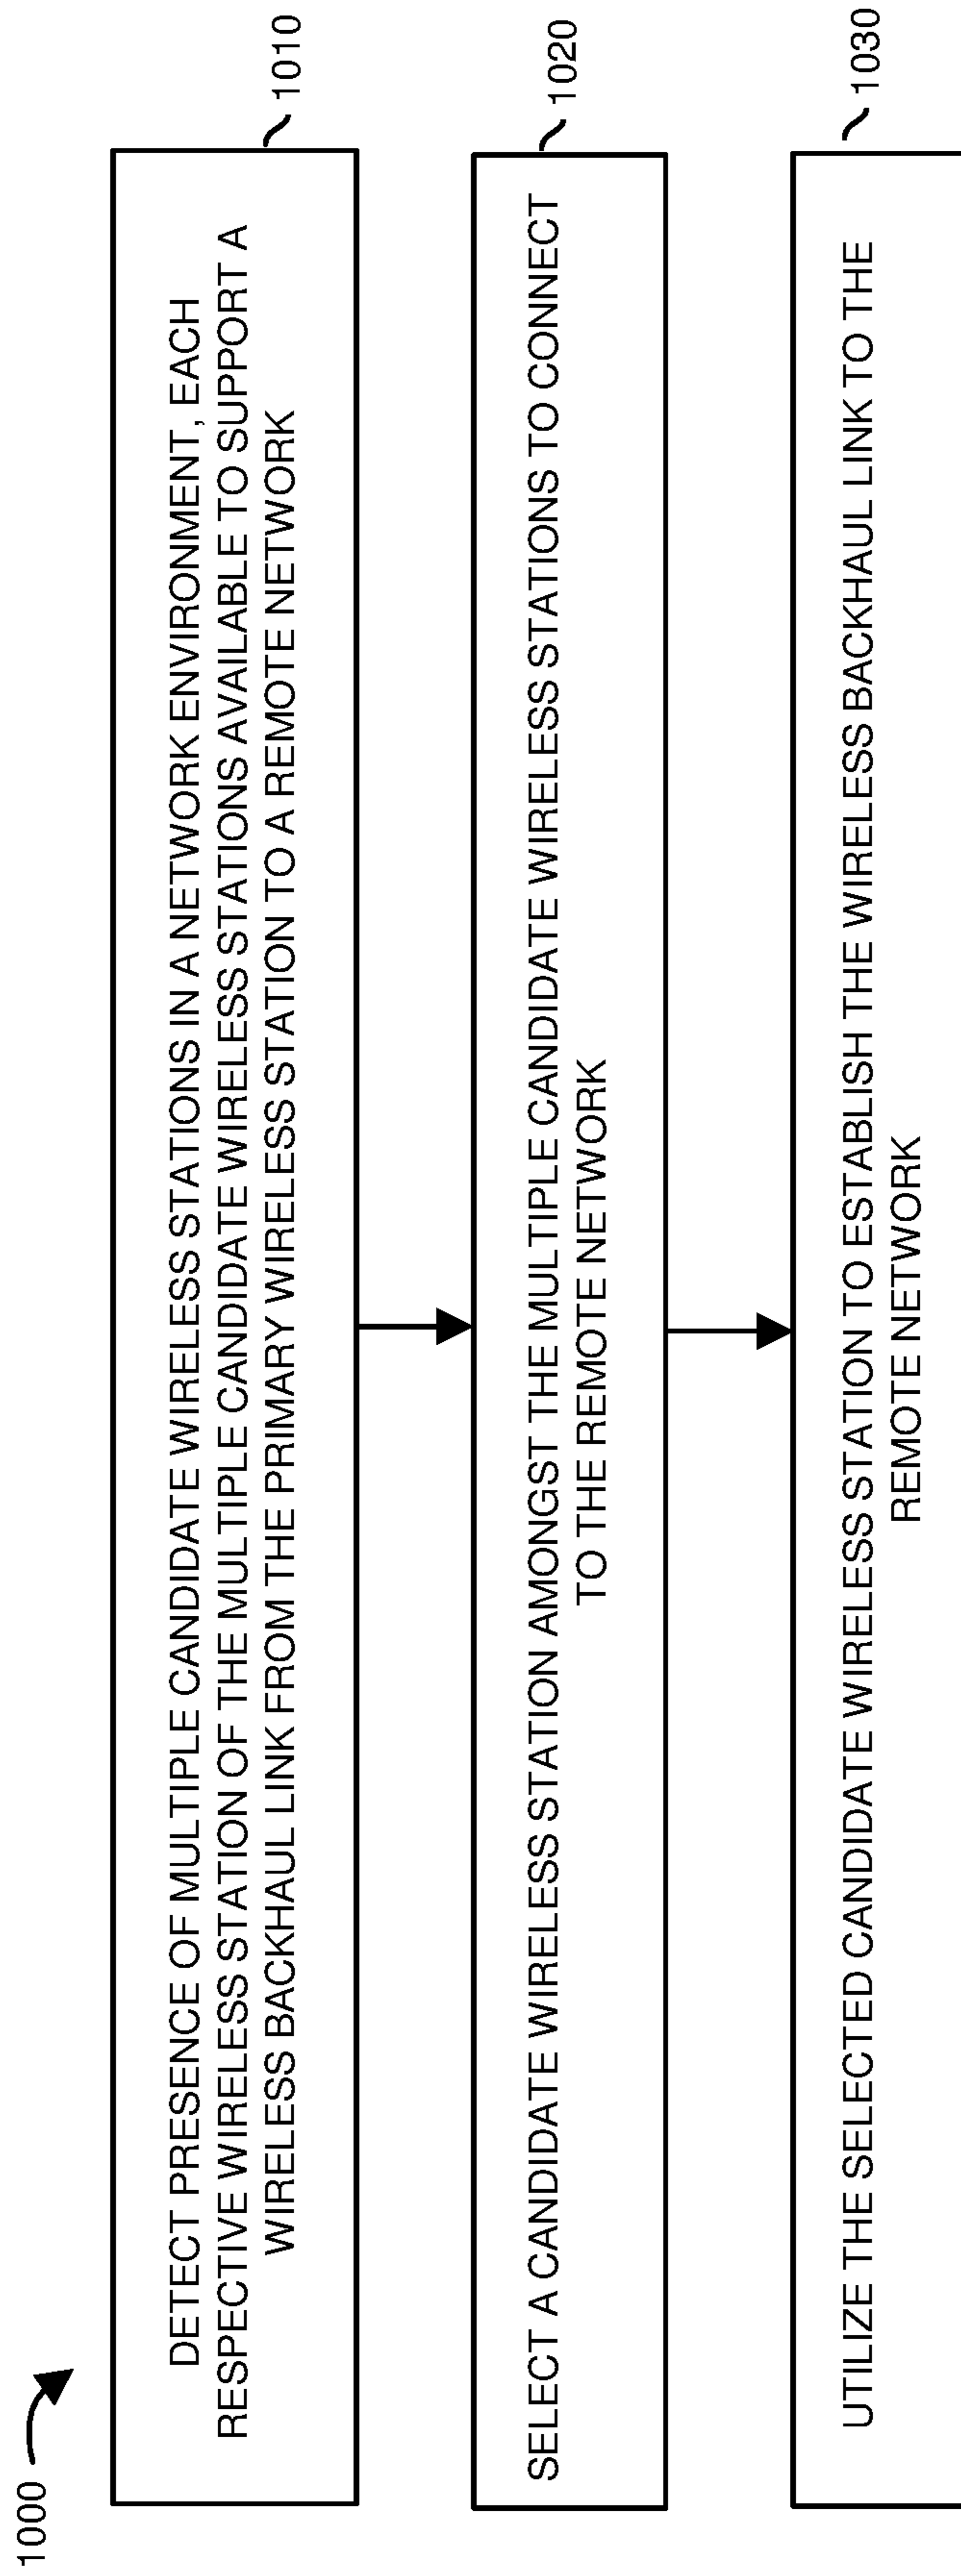 1000
DETECT PRESENCE OF MULTIPLE CANDIDATE WIRELESS STATIONS IN A NETWORK ENVIRONMENT, EACH
RESPECTIVE WIRELESS STATION OF THE MULTIPLE CANDIDATE WIRELESS STATIONS AVAILABLE TO SUPPORT A
WIRELESS BACKHAUL LINK FROM THE PRIMARY WIRELESS STATION TO A REMOTE NETWORK
1010
SELECT A CANDIDATE WIRELESS STATION AMONGST THE MULTIPLE CANDIDATE WIRELESS STATIONS TO CONNECT
TO THE REMOTE NETWORK
1020
UTILIZE THE SELECTED CANDIDATE WIRELESS STATION TO ESTABLISH THE WIRELESS BACKHAUL LINK TO THE
REMOTE NETWORK
1030